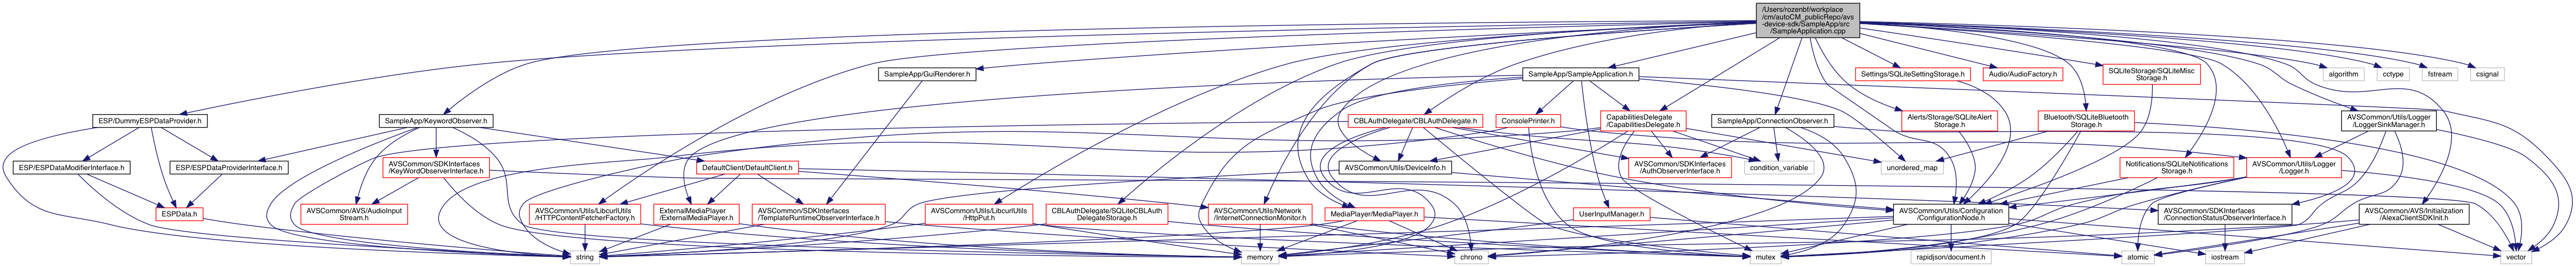 /Users/rozenbf/workplace
/cm/autoCM_publicRepo/avs
-device-sdk/SampleApp/src
/SampleApplication.cpp
SampleApp/GuiRenderer.h
SampleApp/SampleApplication.h
Settings/SQLiteSettingStorage.h
Audio/AudioFactory.h
SQLiteStorage/SQLiteMisc
Storage.h
algorithm
cctype
fstream
csignal
ESP/DummyESPDataProvider.h
SampleApp/KeywordObserver.h
CBLAuthDelegate/CBLAuthDelegate.h
ConsolePrinter.h
CapabilitiesDelegate
/CapabilitiesDelegate.h
SampleApp/ConnectionObserver.h
Alerts/Storage/SQLiteAlert
Storage.h
Bluetooth/SQLiteBluetooth
Storage.h
AVSCommon/Utils/Logger
/LoggerSinkManager.h
ESP/ESPDataModifierInterface.h
ESP/ESPDataProviderInterface.h
AVSCommon/SDKInterfaces
/KeyWordObserverInterface.h
DefaultClient/DefaultClient.h
AVSCommon/Utils/DeviceInfo.h
condition_variable
AVSCommon/SDKInterfaces
/AuthObserverInterface.h
unordered_map
Notifications/SQLiteNotifications
Storage.h
AVSCommon/Utils/Logger
/Logger.h
ESPData.h
AVSCommon/AVS/AudioInput
Stream.h
AVSCommon/Utils/LibcurlUtils
/HTTPContentFetcherFactory.h
ExternalMediaPlayer
/ExternalMediaPlayer.h
AVSCommon/SDKInterfaces
/TemplateRuntimeObserverInterface.h
AVSCommon/Utils/LibcurlUtils
/HttpPut.h
CBLAuthDelegate/SQLiteCBLAuth
DelegateStorage.h
AVSCommon/Utils/Network
/InternetConnectionMonitor.h
MediaPlayer/MediaPlayer.h
UserInputManager.h
AVSCommon/Utils/Configuration
/ConfigurationNode.h
AVSCommon/SDKInterfaces
/ConnectionStatusObserverInterface.h
AVSCommon/AVS/Initialization
/AlexaClientSDKInit.h
string
memory
chrono
mutex
rapidjson/document.h
atomic
iostream
vector